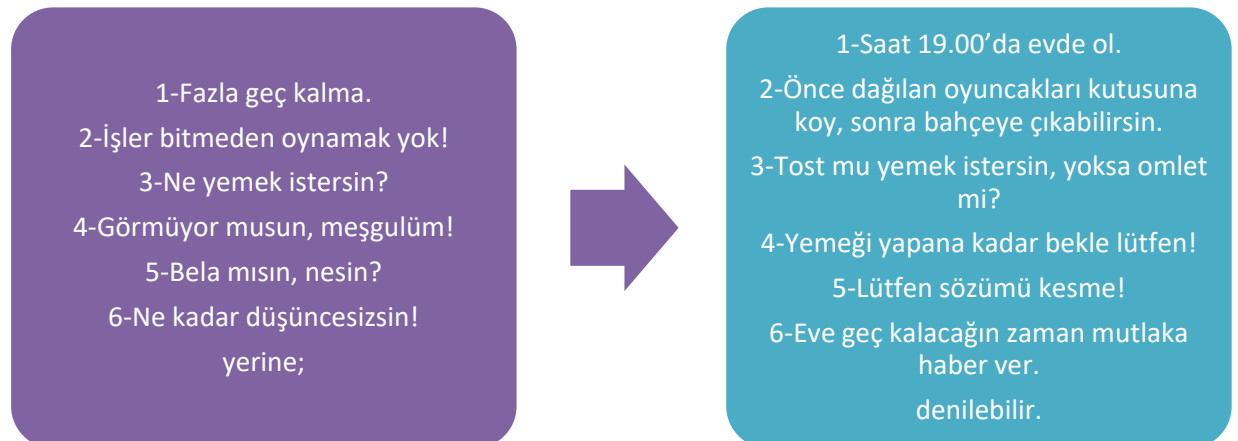 1-Fazla geç kalma.
2-İşler bitmeden oynamak yok!
3-Ne yemek istersin?
4-Görmüyor musun, meşgulüm!
5-Bela mısın, nesin?
6-Ne kadar düşüncesizsin!
yerine;
1-Saat 19.00’da evde ol.
2-Önce dağılan oyuncakları kutusuna
koy, sonra bahçeye çıkabilirsin.
3-Tost mu yemek istersin, yoksa omlet
mi?
4-Yemeği yapana kadar bekle lütfen!
5-Lütfen sözümü kesme!
6-Eve geç kalacağın zaman mutlaka
haber ver.
denilebilir.